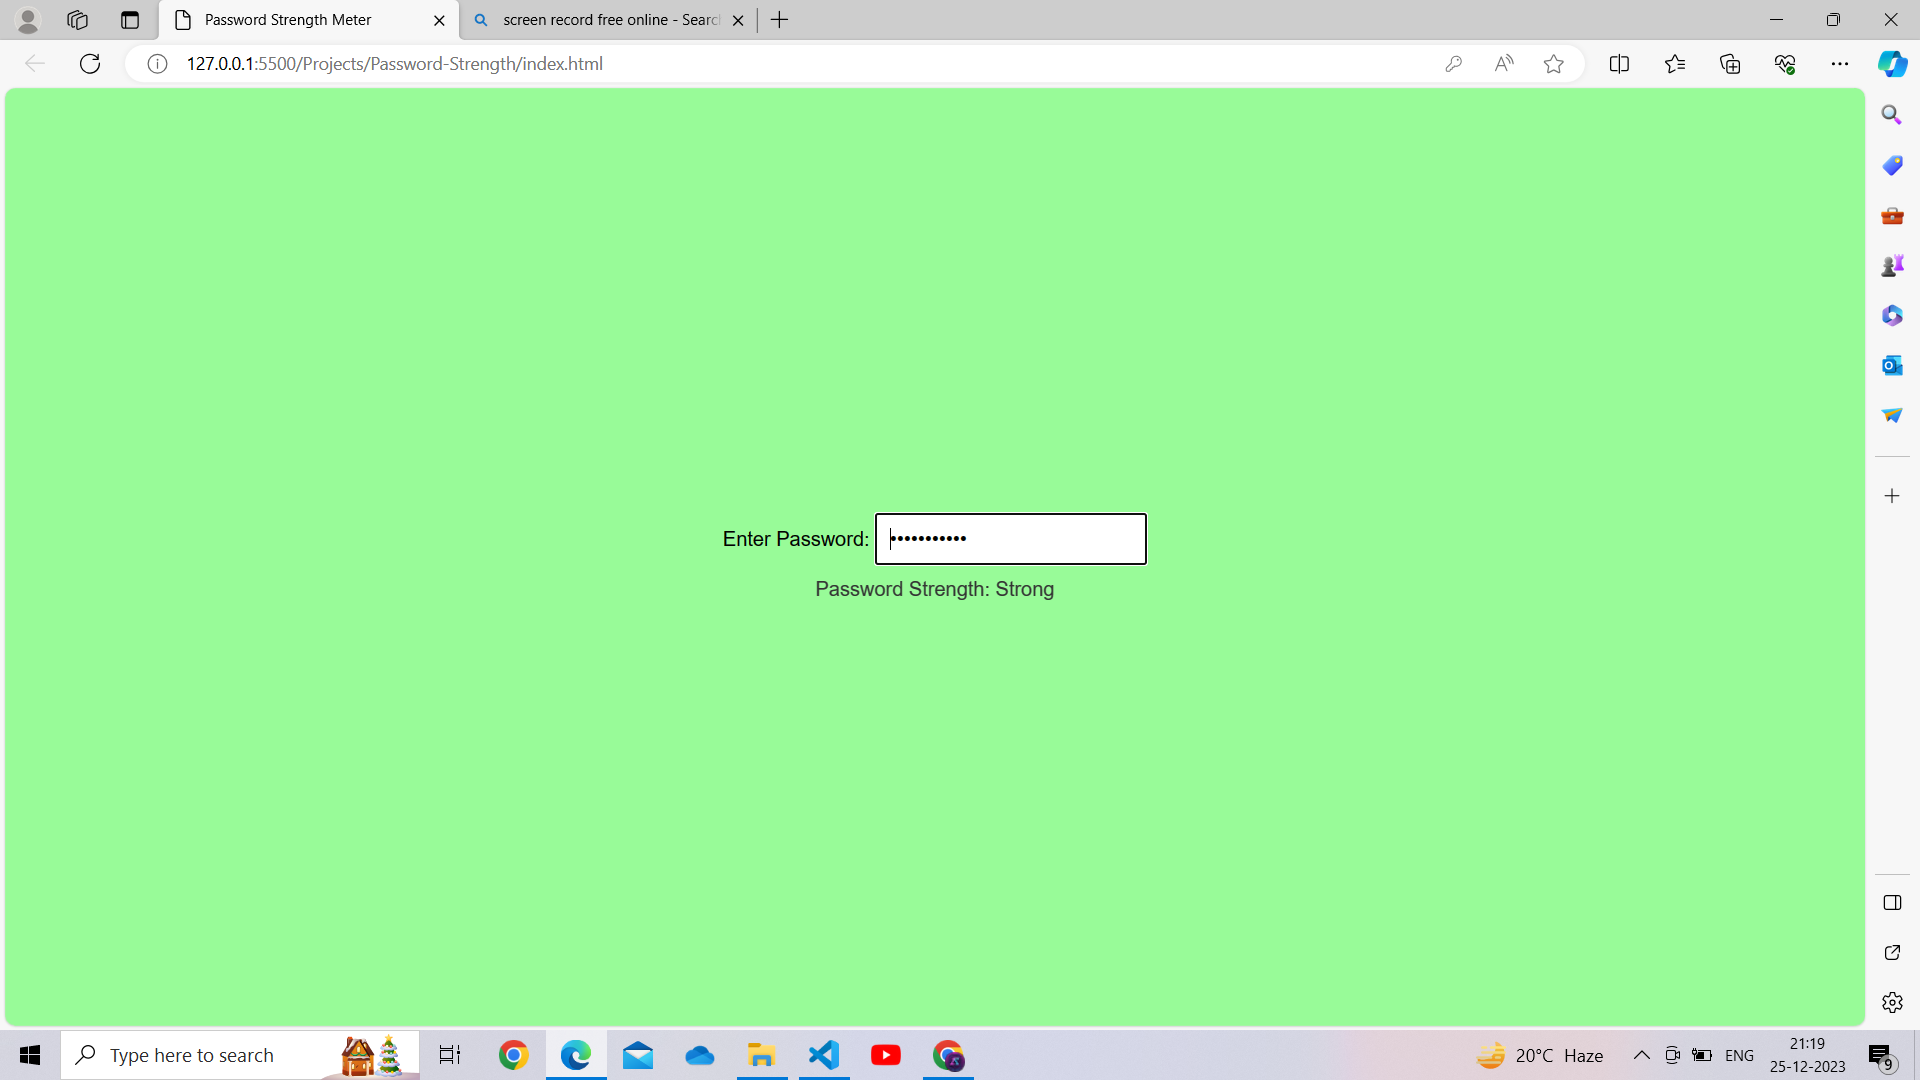 Password Strength Meter
screen record free online - Searc
127.0.0.1:5500/Projects/Password-Strength/index.html
Enter Password: •••••••••••
Password Strength: Strong
Type here to search
20°C Haze
ENG
21:19
25-12-2023
9